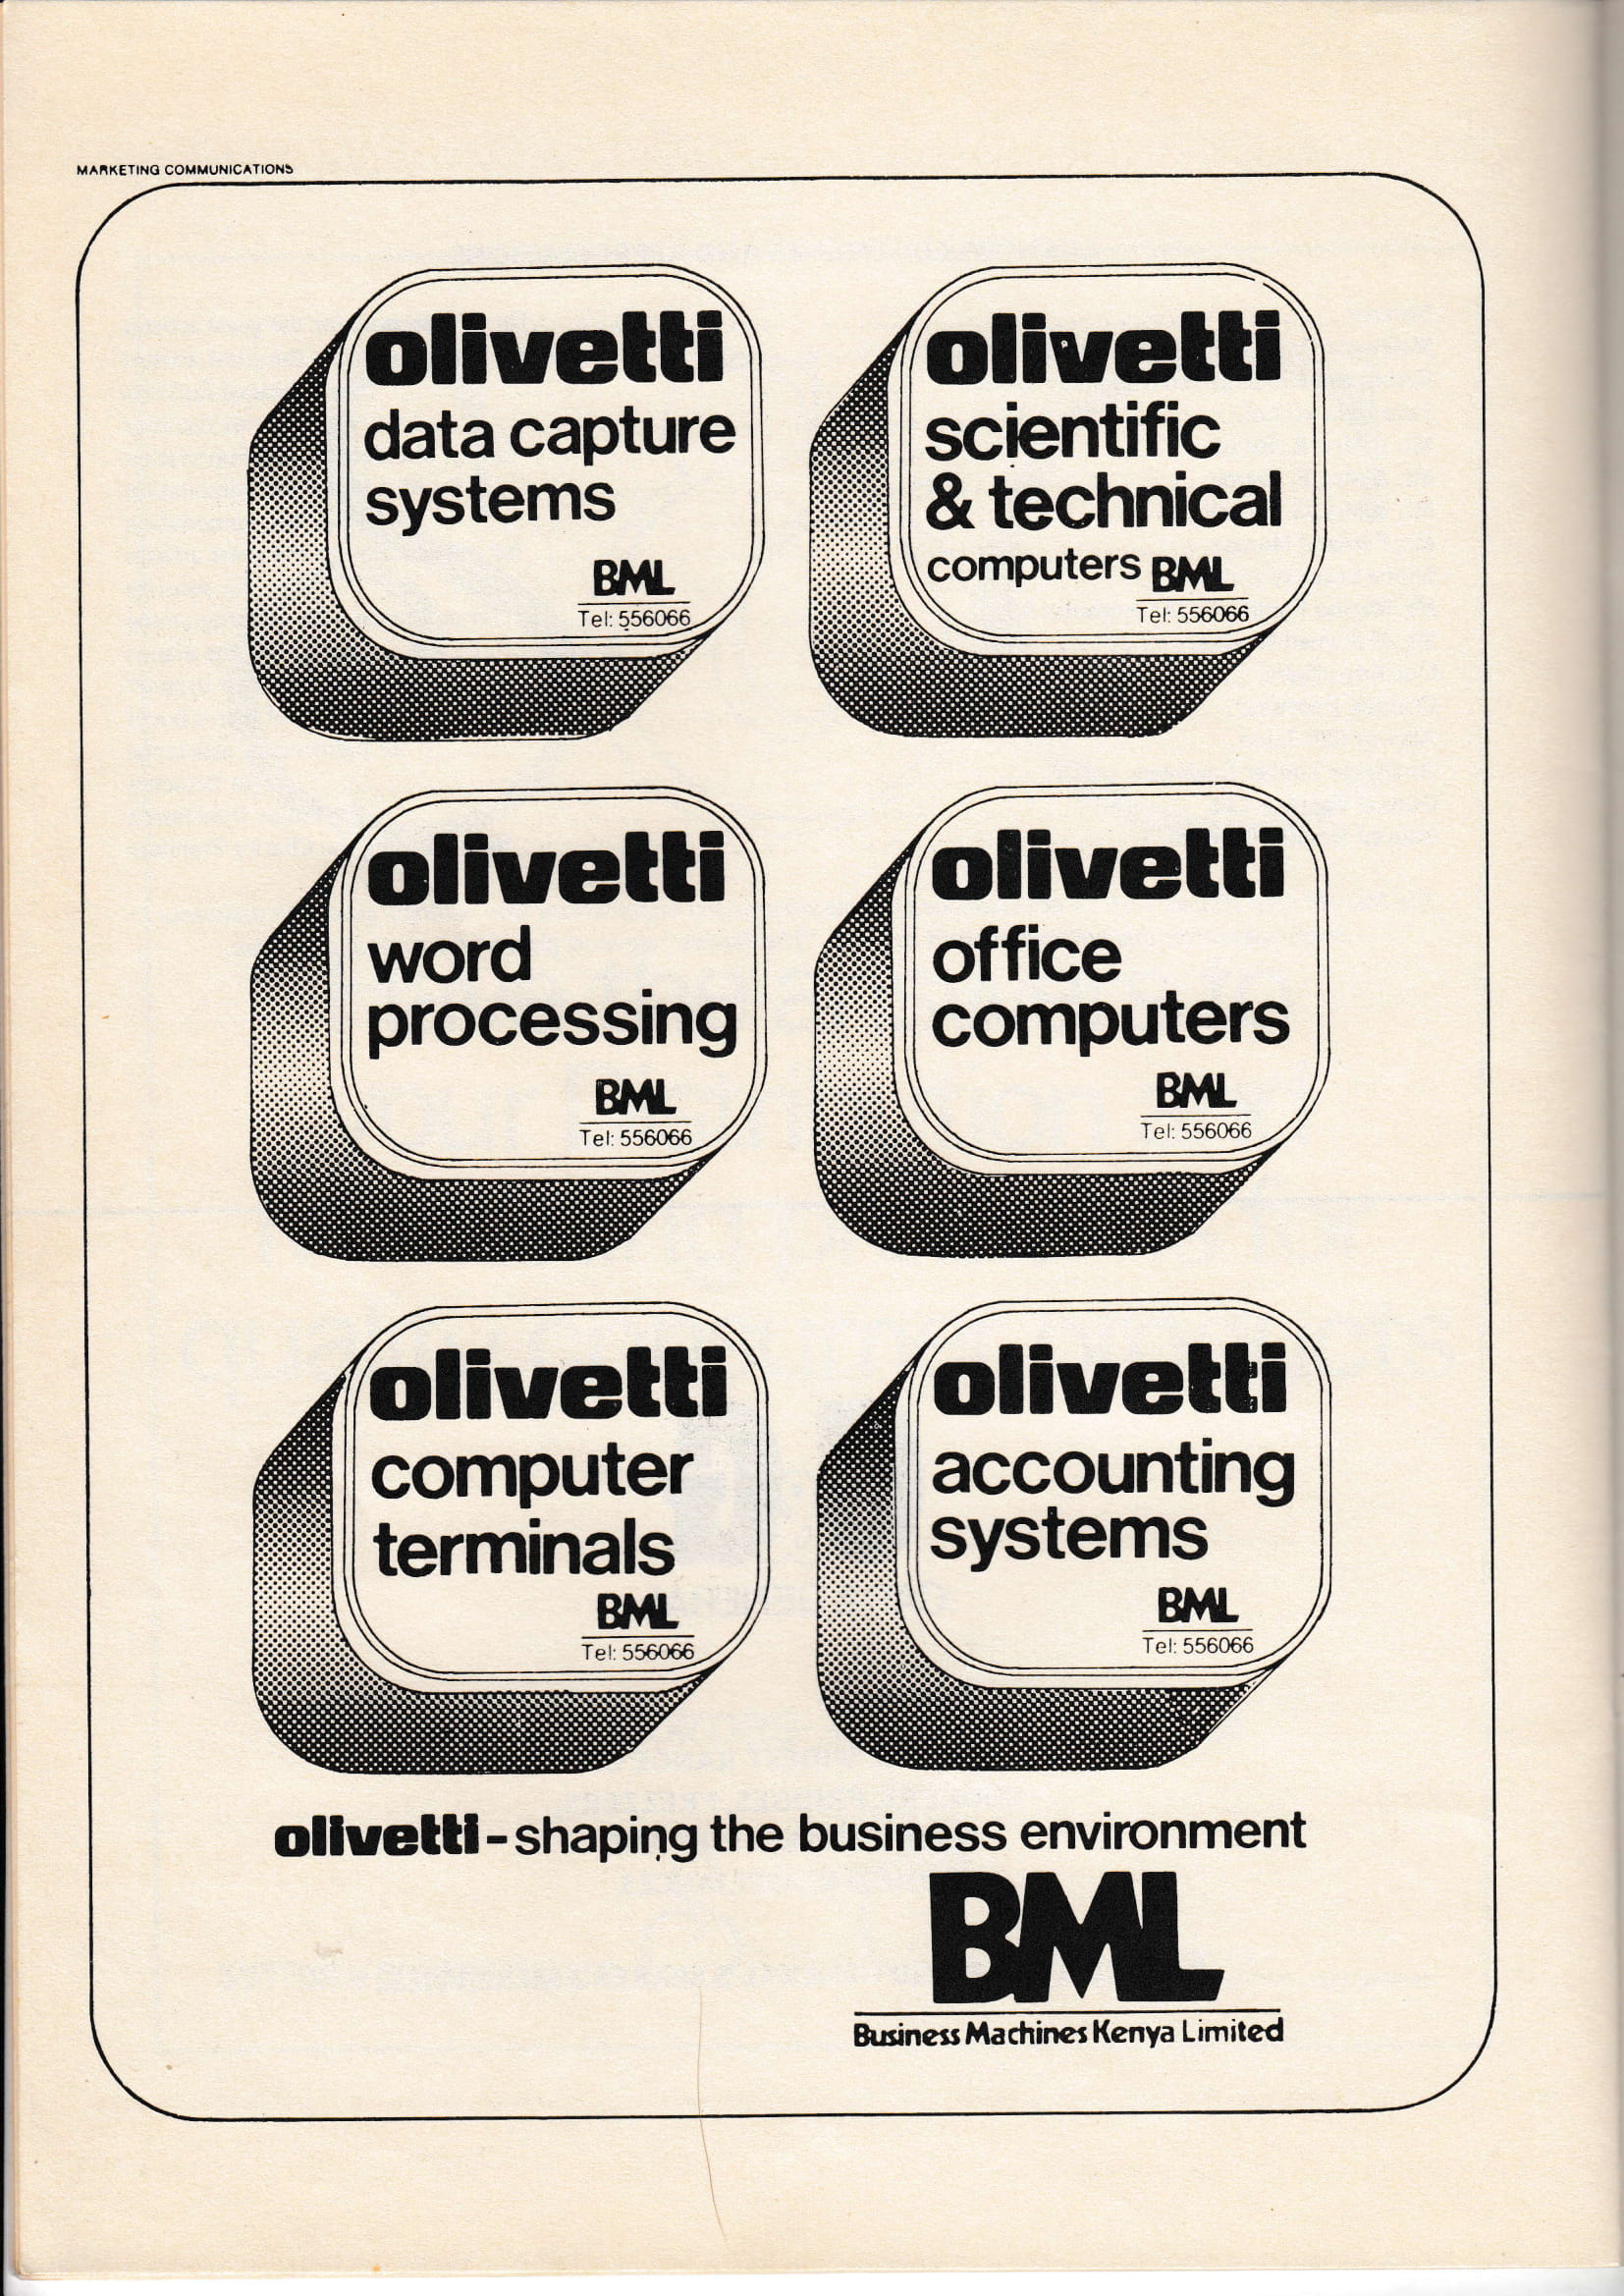 MARKETING COMMUNICATIONS
olivetti
data capture
systems
BML
Tel: 556066
olivetti
scientific
& technical
computers BML
Tel: 556066
olivetti
word
processing
BML
Tel: 556066
olivetti
office
computers
BML
Tel: 556066
olivetti
computer
terminals
BML
Tel: 556066
olivetti
accounting
systems
BML
Tel: 556066
olivetti - shaping the business environment
BML
Business Machines Kenya Limited